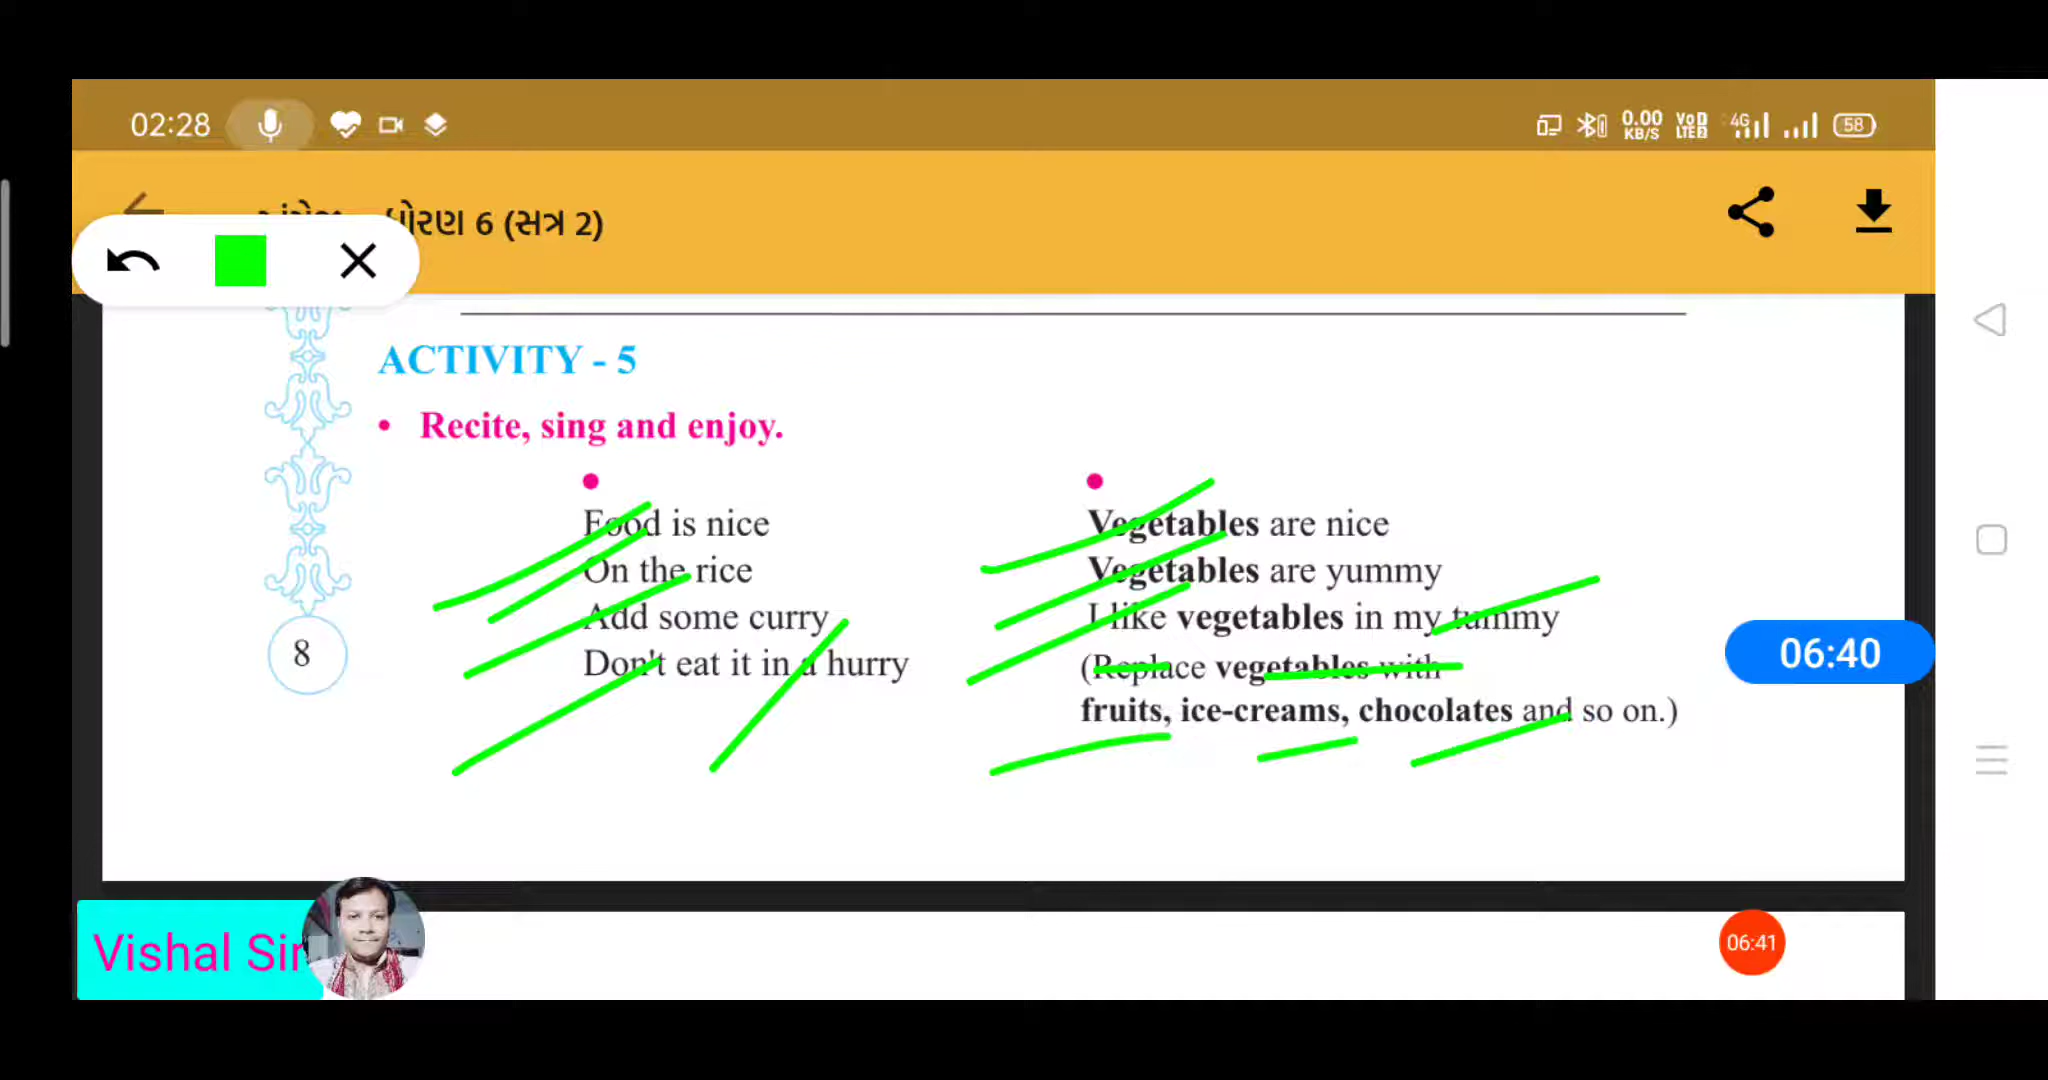 02:28
0.00
KB/S
VoD
LTE2
4G
58
ધોરણ 6 (સત્ર 2)
ACTIVITY - 5
• Recite, sing and enjoy.
Food is nice
On the rice
Add some curry
Don't eat it in a hurry
Vegetables are nice
Vegetables are yummy
I like vegetables in my tummy
(Replace vegetables with
fruits, ice-creams, chocolates and so on.)
8
06:40
Vishal Sir
06:41